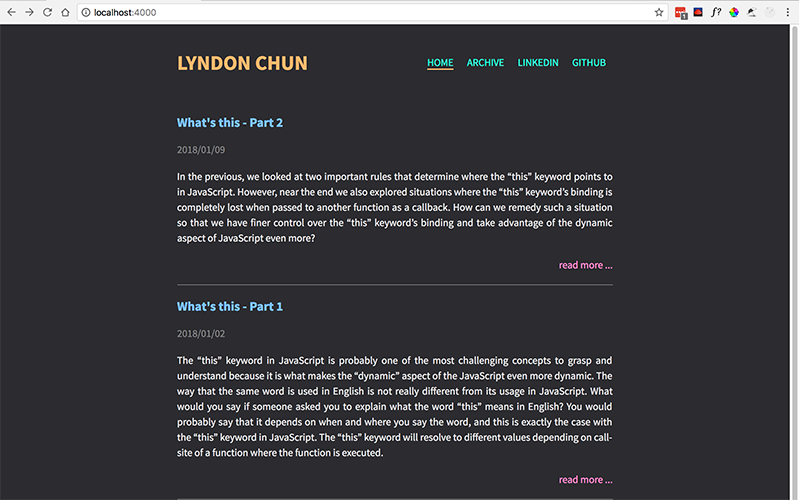 localhost:4000
1
f?
LYNDON CHUN
HOME ARCHIVE LINKEDIN GITHUB
What's this - Part 2
2018/01/09
In the previous, we looked at two important rules that determine where the “this” keyword points to
in JavaScript. However, near the end we also explored situations where the “this” keyword’s binding is
completely lost when passed to another function as a callback. How can we remedy such a situation
so that we have finer control over the “this” keyword’s binding and take advantage of the dynamic
aspect of JavaScript even more?
read more ...
What's this - Part 1
2018/01/02
The “this” keyword in JavaScript is probably one of the most challenging concepts to grasp and
understand because it is what makes the “dynamic” aspect of the JavaScript even more dynamic. The
way that the same word is used in English is not really different from its usage in JavaScript. What
would you say if someone asked you to explain what the word “this” means in English? You would
probably say that it depends on when and where you say the word, and this is exactly the case with
the “this” keyword in JavaScript. The “this” keyword will resolve to different values depending on call-
site of a function where the function is executed.
read more ...